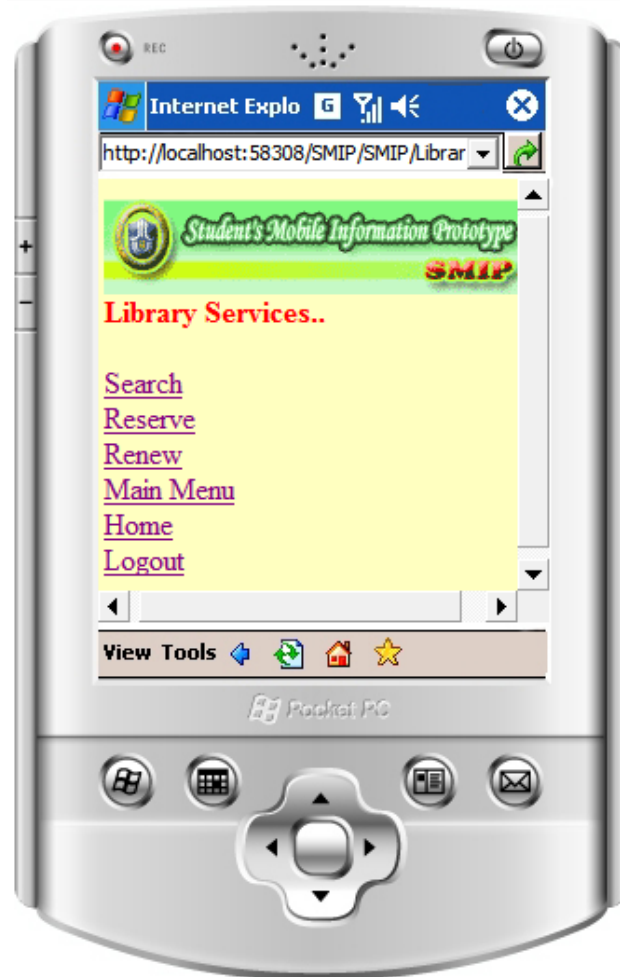 REC
Internet Explo G
http://localhost:58308/SMIP/SMIP/Librar
Student's Mobile Information Prototype
SMIP
Library Services..
Search
Reserve
Renew
Main Menu
Home
Logout
View Tools
Pocket PC
+
−